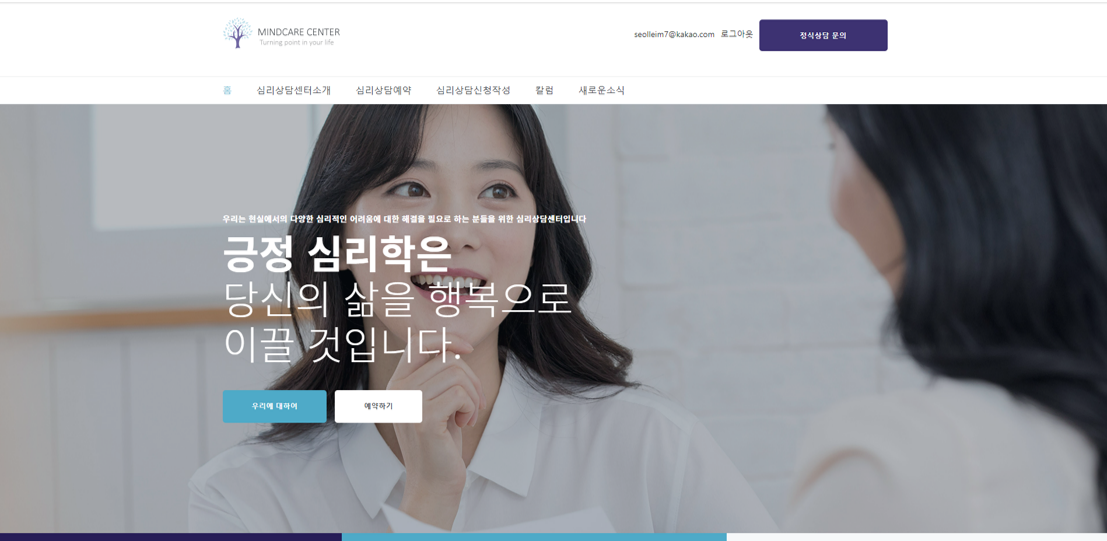 MINDCARE CENTER
Turning point in your life
seolleim7@kakao.com 로그아웃 정식상담 문의
홈 심리상담센터소개 심리상담예약 심리상담신청작성 칼럼 새로운소식
우리는 현실에서의 다양한 심리적인 어려움에 대한 해결을 필요로 하는 분들을 위한 심리상담센터입니다
긍정 심리학은
당신의 삶을 행복으로
이끌 것입니다.
우리에 대하여 예약하기